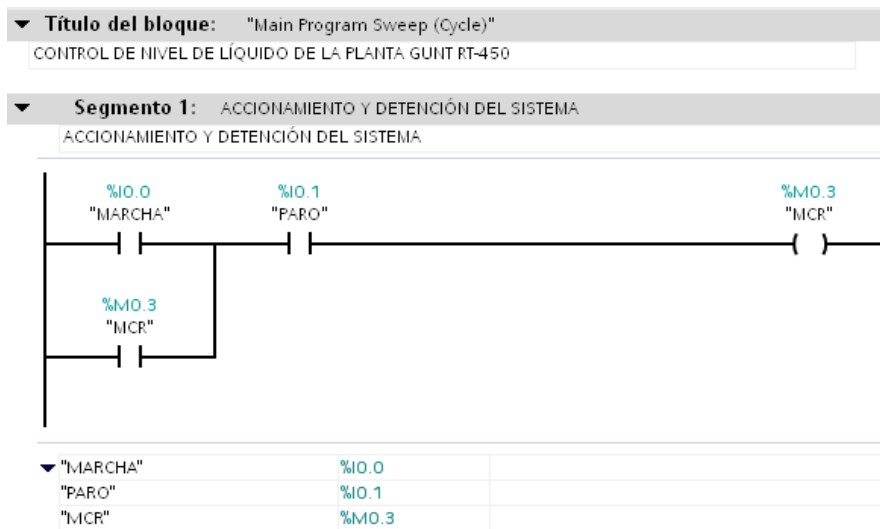 Título del bloque: "Main Program Sweep (Cycle)"
CONTROL DE NIVEL DE LÍQUIDO DE LA PLANTA GUNT RT-450
Segmento 1: ACCIONAMIENTO Y DETENCIÓN DEL SISTEMA
ACCIONAMIENTO Y DETENCIÓN DEL SISTEMA
%I0.0 %I0.1 %M0.3
"MARCHA" "PARO" "MCR"
%M0.3
"MCR"
"MARCHA" %I0.0
"PARO" %I0.1
"MCR" %M0.3